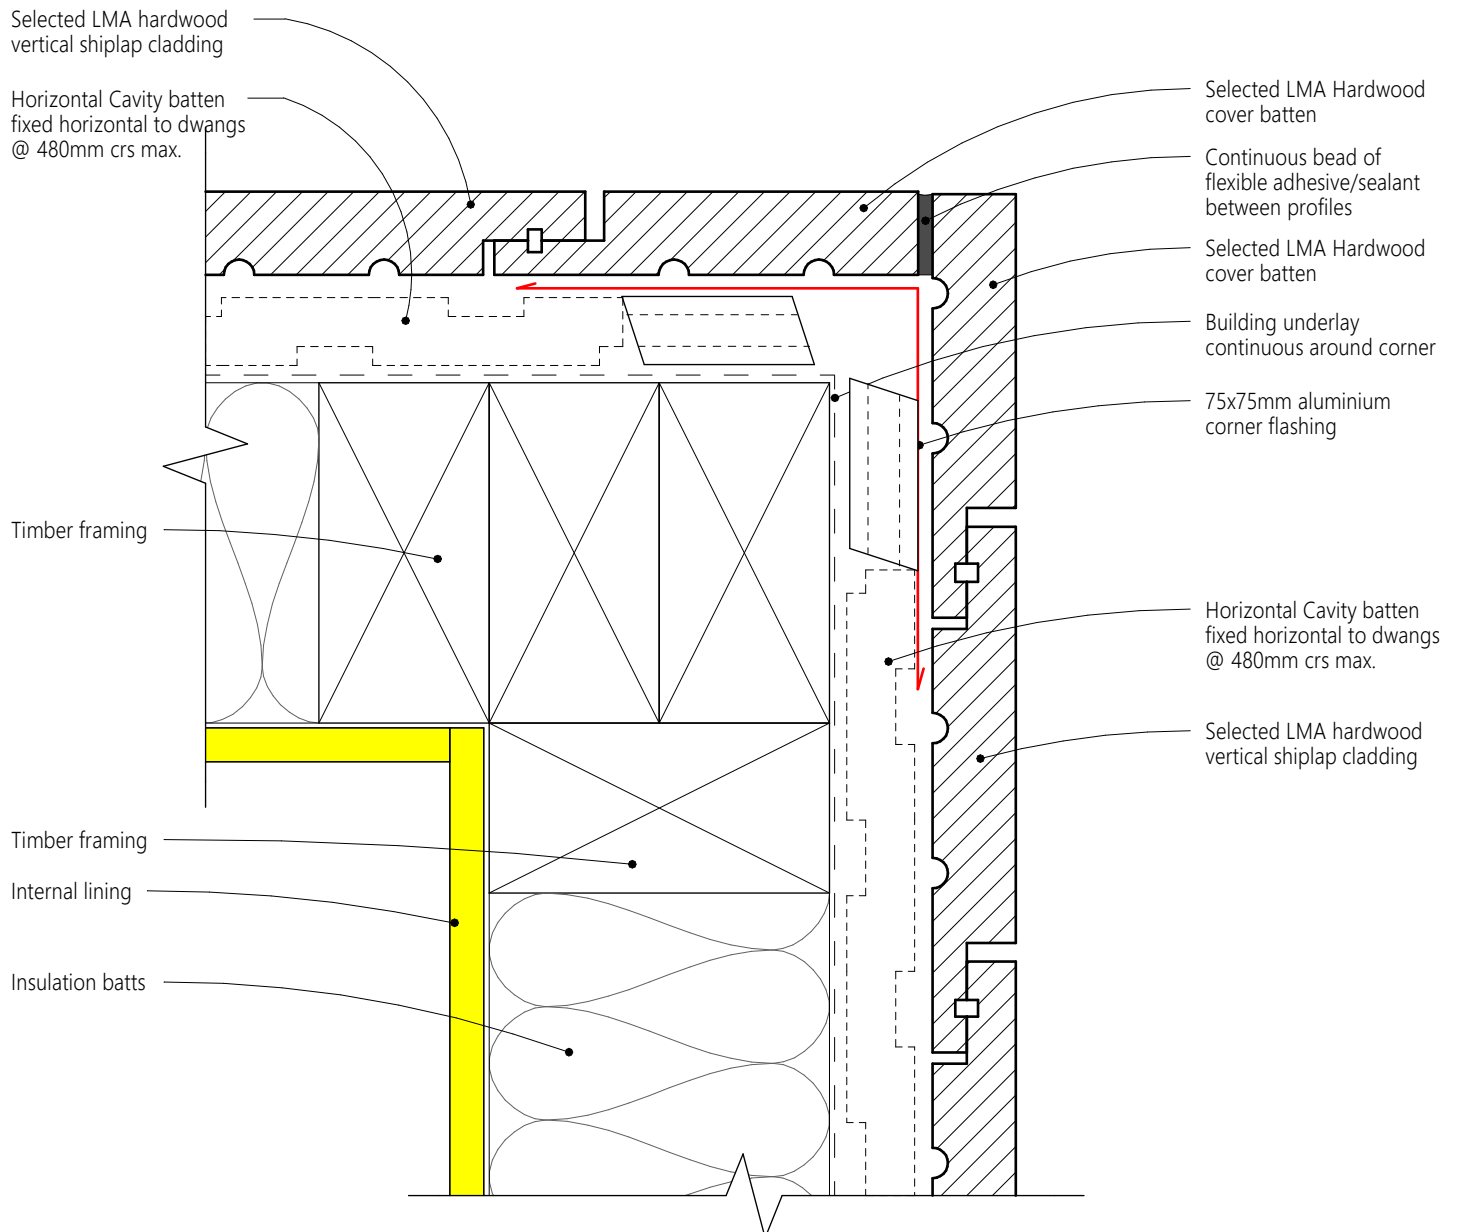 Selected LMA hardwood
vertical shiplap cladding
Horizontal Cavity batten
fixed horizontal to dwangs
@ 480mm crs max.
Timber framing
Timber framing
Internal lining
Insulation batts
Selected LMA Hardwood
cover batten
Continuous bead of
flexible adhesive/sealant
between profiles
Selected LMA Hardwood
cover batten
Building underlay
continuous around corner
75x75mm aluminium
corner flashing
Horizontal Cavity batten
fixed horizontal to dwangs
@ 480mm crs max.
Selected LMA hardwood
vertical shiplap cladding